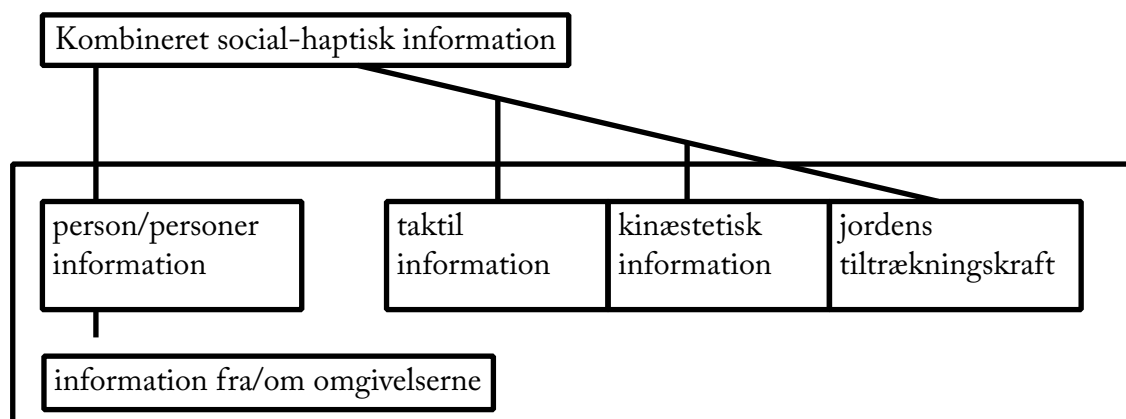 Kombineret social-haptisk information
person/personer
information
taktil
information
kinæstetisk
information
jordens
tiltrækningskraft
information fra/om omgivelserne